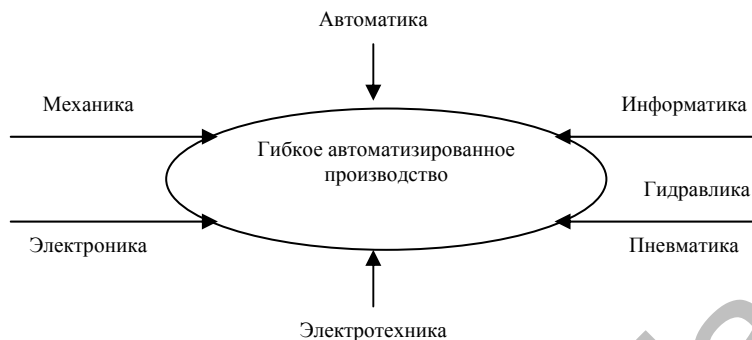 Автоматика
Механика
Информатика
Гибкое автоматизированное
производство
Гидравлика
Электроника
Пневматика
Электротехника